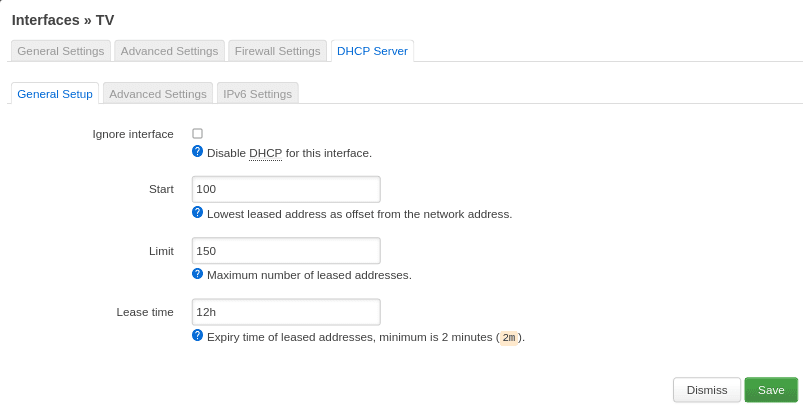 Interfaces » TV
General Settings Advanced Settings Firewall Settings DHCP Server
General Setup Advanced Settings IPv6 Settings
Ignore interface
? Disable DHCP for this interface.
Start 100
? Lowest leased address as offset from the network address.
Limit 150
? Maximum number of leased addresses.
Lease time 12h
? Expiry time of leased addresses, minimum is 2 minutes (2m).
Dismiss Save